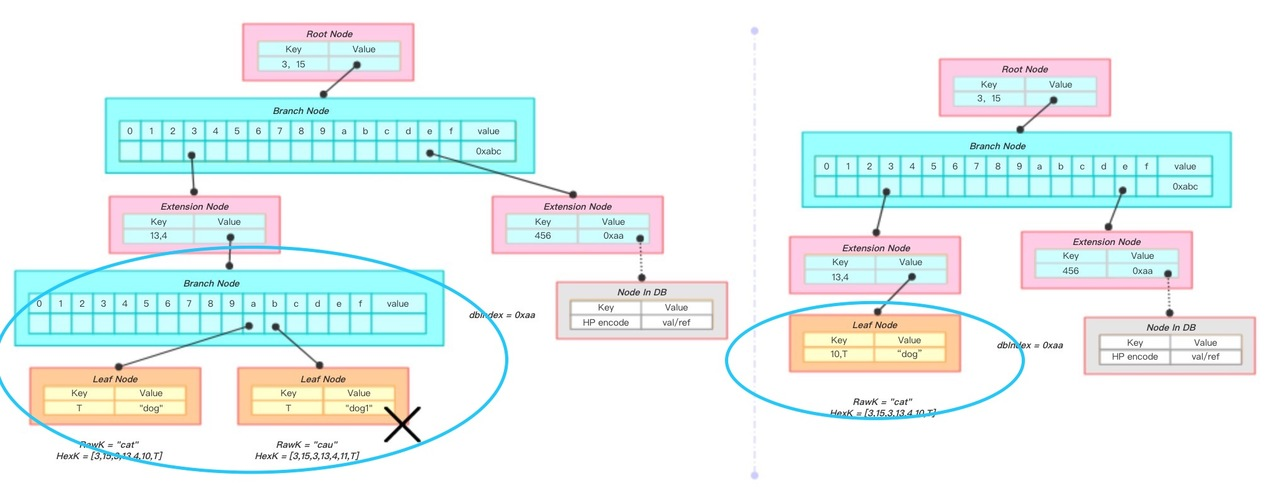 Root Node
Key Value
3, 15
Branch Node
0 1 2 3 4 5 6 7 8 9 a b c d e f value
0xabc
Extension Node
Key Value
13,4
Extension Node
Key Value
456 0xaa
Branch Node
0 1 2 3 4 5 6 7 8 9 a b c d e f value
dbIndex = 0xaa
Node In DB
Key Value
HP encode val/ref
Leaf Node
Key Value
T "dog"
Leaf Node
Key Value
T "dog1"
RawK = "cat"
HexK = [3,15,3,13,4,10,T]
RawK = "cau"
HexK = [3,15,3,13,4,11,T]
Root Node
Key Value
3, 15
Branch Node
0 1 2 3 4 5 6 7 8 9 a b c d e f value
0xabc
Extension Node
Key Value
13,4
Extension Node
Key Value
456 0xaa
Leaf Node
Key Value
10,T "dog"
dbIndex = 0xaa
Node In DB
Key Value
HP encode val/ref
RawK = "cat"
HexK = [3,15,3,13,4,10,T]